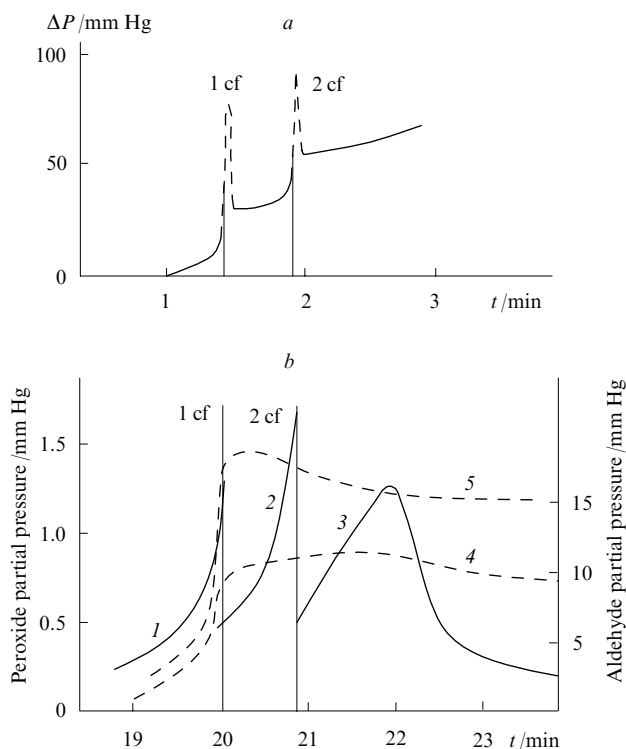 ΔP /mm Hg
a
100
1 cf
2 cf
50
0
1
2
3
t /min
b
Peroxide partial pressure /mm Hg
Aldehyde partial pressure /mm Hg
1 cf
2 cf
1.5
1.0
0.5
0
5
2
3
1
4
15
10
5
19
20
21
22
23
t /min